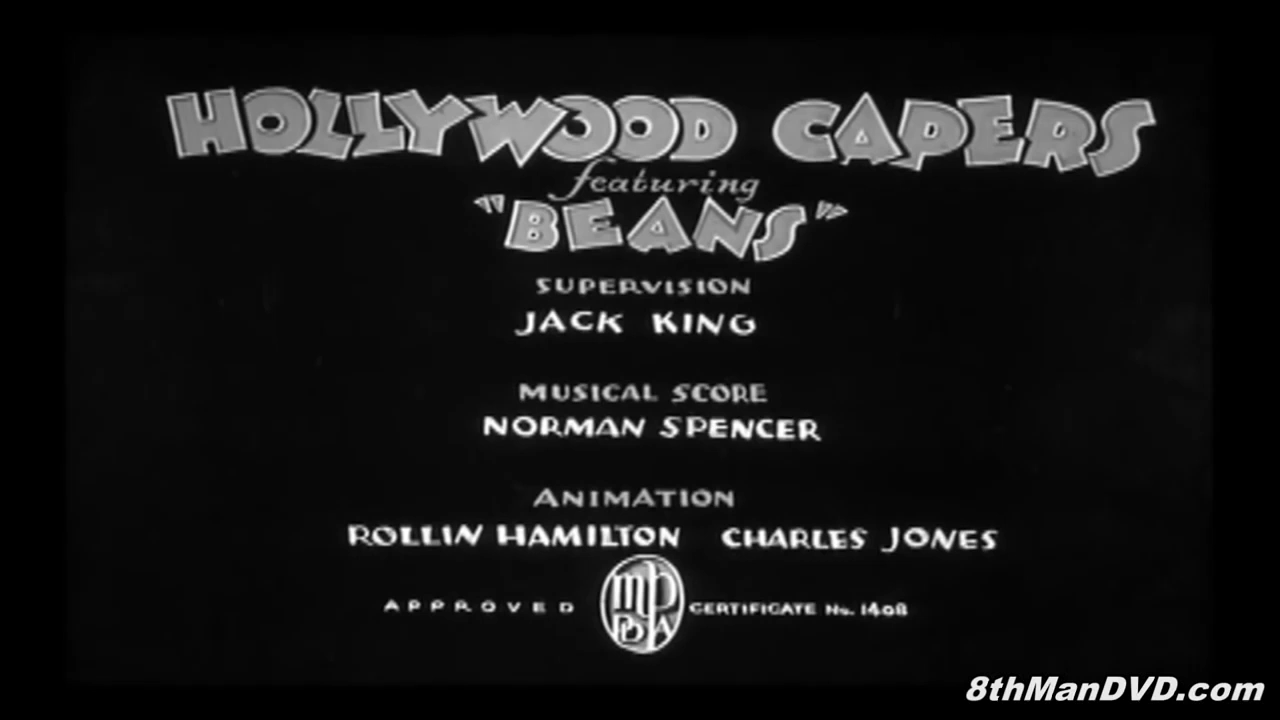 HOLLYWOOD CAPERS
featuring
"BEANS"
SUPERVISION
JACK KING
MUSICAL SCORE
NORMAN SPENCER
ANIMATION
ROLLIN HAMILTON CHARLES JONES
APPROVED MPPDA CERTIFICATE No. 1408
8thManDVD.com